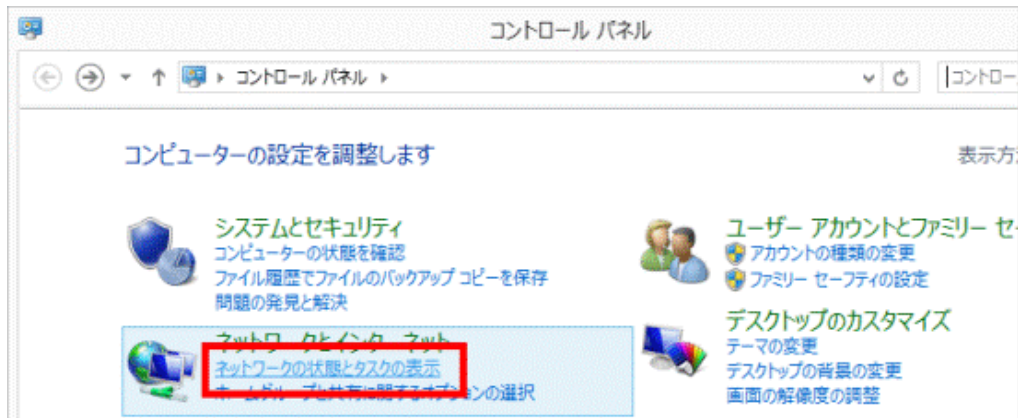 コントロール パネル
コントロール パネル
コントロー
コンピューターの設定を調整します
表示方
システムとセキュリティ
コンピューターの状態を確認
ファイル履歴でファイルのバックアップ コピーを保存
問題の発見と解決
ネットワークとインターネット
ネットワークの状態とタスクの表示
ホームグループと共有に関するオプションの選択
ユーザー アカウントとファミリー セー
アカウントの種類の変更
ファミリー セーフティの設定
デスクトップのカスタマイズ
テーマの変更
デスクトップの背景の変更
画面の解像度の調整